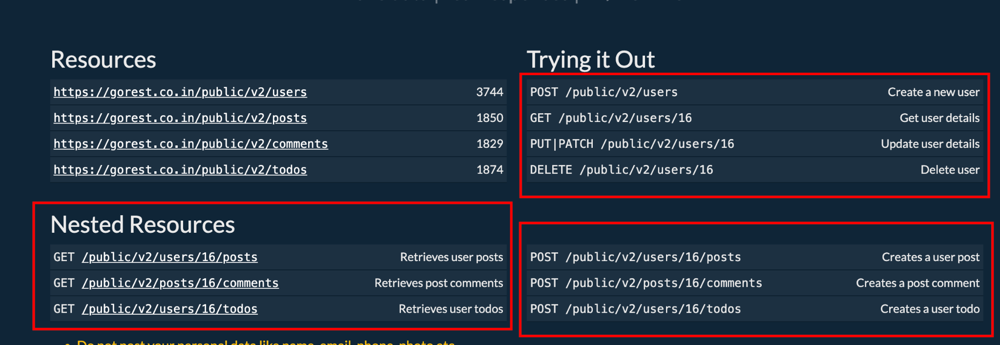 Resources
https://gorest.co.in/public/v2/users 3744
https://gorest.co.in/public/v2/posts 1850
https://gorest.co.in/public/v2/comments 1829
https://gorest.co.in/public/v2/todos 1874
Trying it Out
POST /public/v2/users Create a new user
GET /public/v2/users/16 Get user details
PUT|PATCH /public/v2/users/16 Update user details
DELETE /public/v2/users/16 Delete user
Nested Resources
GET /public/v2/users/16/posts Retrieves user posts
GET /public/v2/posts/16/comments Retrieves post comments
GET /public/v2/users/16/todos Retrieves user todos
POST /public/v2/users/16/posts Creates a user post
POST /public/v2/posts/16/comments Creates a post comment
POST /public/v2/users/16/todos Creates a user todo
Do not post your personal data like name, email, phone, photo etc